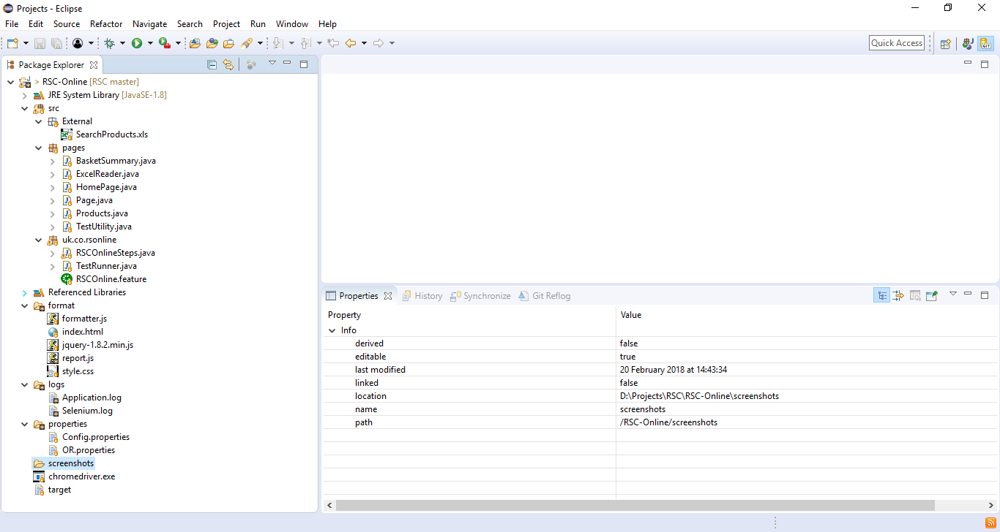 Projects - Eclipse
File Edit Source Refactor Navigate Search Project Run Window Help
Quick Access
Package Explorer
> RSC-Online [RSC master]
JRE System Library [JavaSE-1.8]
src
External
SearchProducts.xls
pages
BasketSummary.java
ExcelReader.java
HomePage.java
Page.java
Products.java
TestUtility.java
uk.co.rsonline
RSCOnlineSteps.java
TestRunner.java
RSCOnline.feature
Referenced Libraries
format
formatter.js
index.html
jquery-1.8.2.min.js
report.js
style.css
logs
Application.log
Selenium.log
properties
Config.properties
OR.properties
screenshots
chromedriver.exe
target
Properties History Synchronize Git Reflog
Property Value
Info
derived false
editable true
last modified 20 February 2018 at 14:43:34
linked false
location D:\Projects\RSC\RSC-Online\screenshots
name screenshots
path /RSC-Online/screenshots